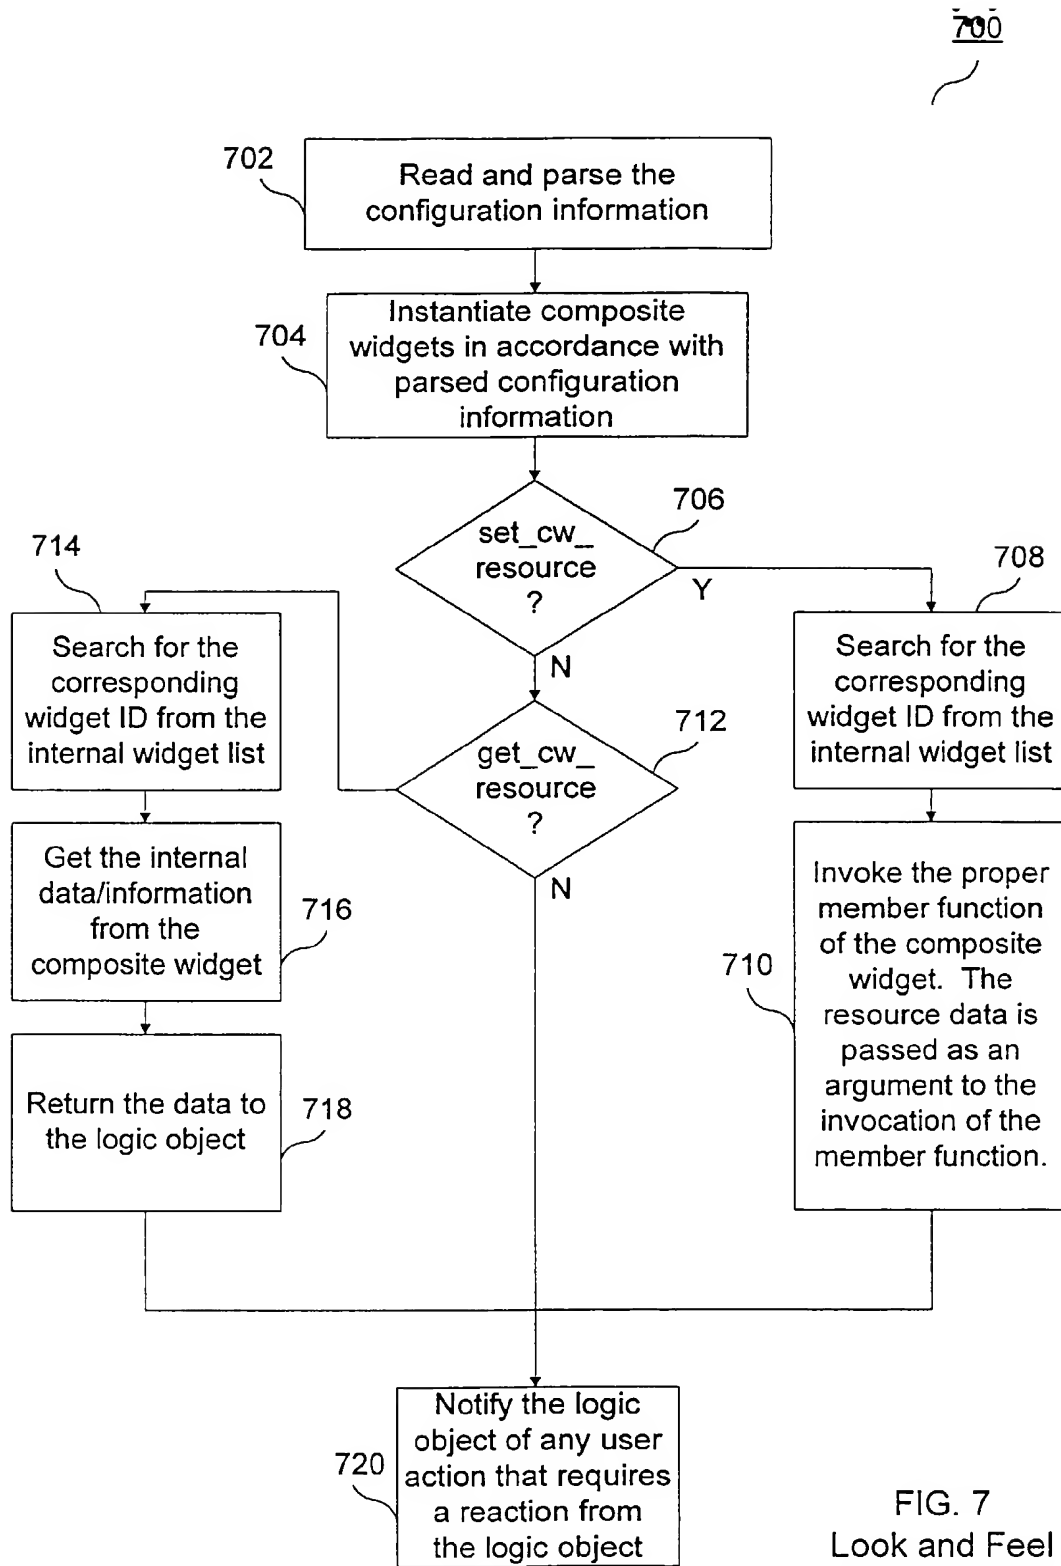 700
702
Read and parse the
configuration information
704
Instantiate composite
widgets in accordance with
parsed configuration
information
706
set_cw_
resource
?
Y
N
708
Search for the
corresponding
widget ID from the
internal widget list
710
Invoke the proper
member function
of the composite
widget. The
resource data is
passed as an
argument to the
invocation of the
member function.
712
get_cw_
resource
?
N
714
Search for the
corresponding
widget ID from the
internal widget list
716
Get the internal
data/information
from the
composite widget
718
Return the data to
the logic object
720
Notify the logic
object of any user
action that requires
a reaction from
the logic object
FIG. 7
Look and Feel